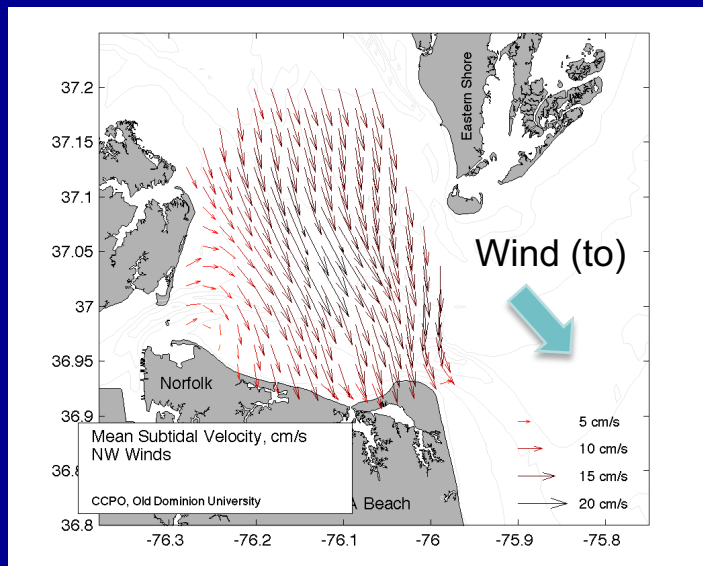 37.2
37.15
37.1
37.05
37
36.95
36.9
36.8
36.8
-76.3
-76.2
-76.1
-76
-75.9
-75.8
Eastern Shore
Wind (to)
Norfolk
Mean Subtidal Velocity, cm/s
NW Winds
CCPO, Old Dominion University
Beach
5 cm/s
10 cm/s
15 cm/s
20 cm/s